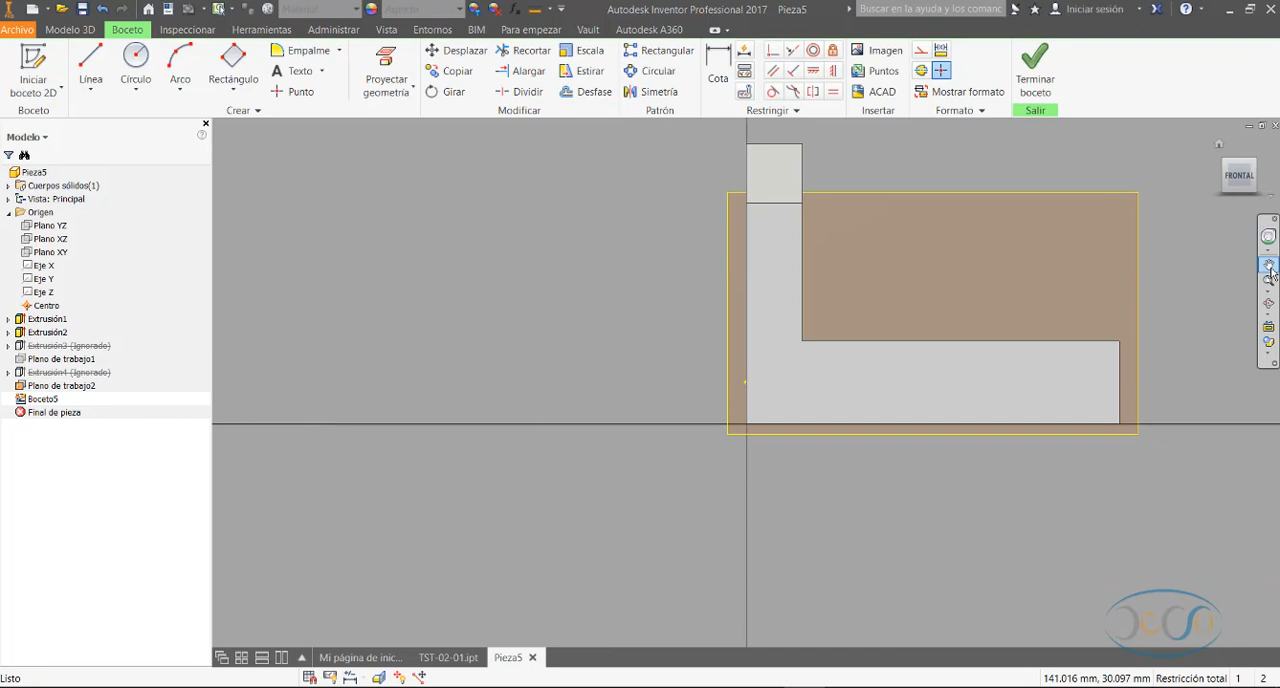 Material
Aspecto
Autodesk Inventor Professional 2017 Pieza5
Buscar en la ayuda y los comanc
Iniciar sesión
Archivo Modelo 3D Boceto Inspeccionar Herramientas Administrar Vista Entornos BIM Para empezar Vault Autodesk A360
Iniciar
boceto 2D
Boceto
Línea Círculo Arco Rectángulo
Empalme
Texto
Punto
Crear
Proyectar
geometría
Desplazar Recortar Escala
Copiar Alargar Estirar
Girar Dividir Desfase
Modificar
Rectangular
Circular
Simetría
Patrón
Cota
Restringir
Imagen
Puntos
ACAD
Insertar
Mostrar formato
Formato
Terminar
boceto
Salir
Modelo
Pieza5
Cuerpos sólidos(1)
Vista: Principal
Origen
Plano YZ
Plano XZ
Plano XY
Eje X
Eje Y
Eje Z
Centro
Extrusión1
Extrusión2
Extrusión3 (Ignorado)
Plano de trabajo1
Extrusión4 (Ignorado)
Plano de trabajo2
Boceto5
Final de pieza
FRONTAL
Mi página de inic... TST-02-01.ipt Pieza5
Listo
141.016 mm, 30.097 mm Restricción total 1 2